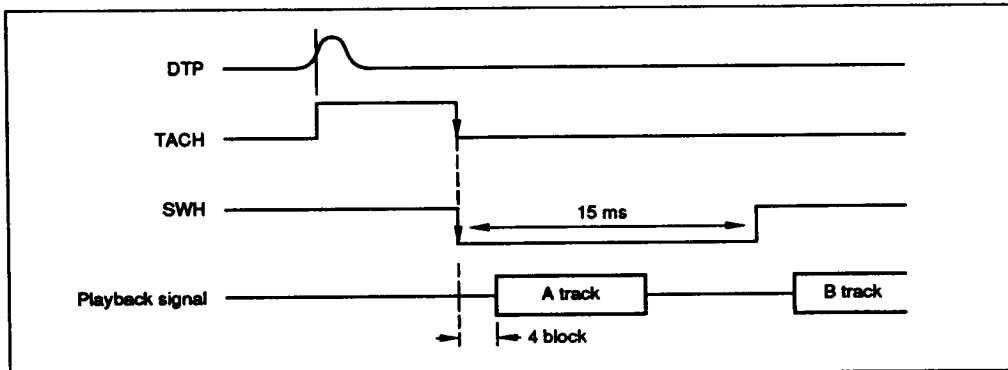 DTP
TACH
SWH
15 ms
Playback signal
A track
B track
4 block